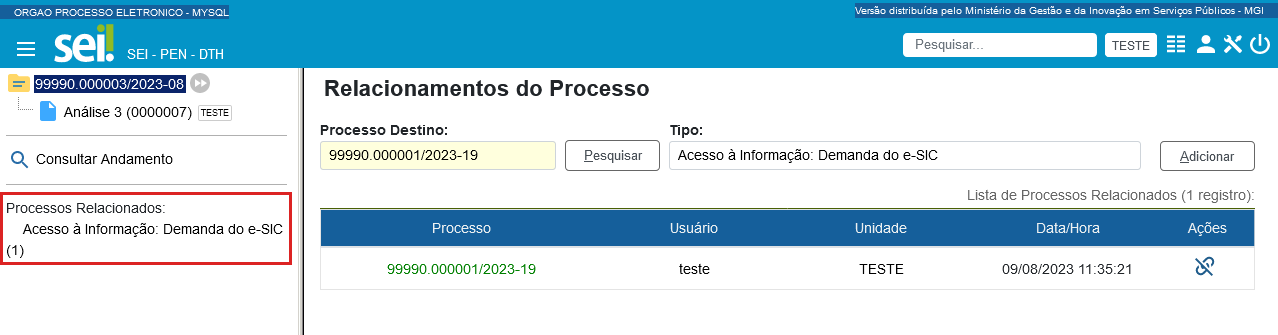 ORGAO PROCESSO ELETRONICO - MYSQL
Versão distribuída pelo Ministério da Gestão e da Inovação em Serviços Públicos - MGI
sei!
SEI - PEN - DTH
Pesquisar...
TESTE
99990.000003/2023-08
Análise 3 (0000007) TESTE
Consultar Andamento
Processos Relacionados:
Acesso à Informação: Demanda do e-SIC
(1)
Relacionamentos do Processo
Processo Destino: Tipo:
99990.000001/2023-19 Pesquisar Acesso à Informação: Demanda do e-SIC Adicionar
Lista de Processos Relacionados (1 registro):
Processo Usuário Unidade Data/Hora Ações
99990.000001/2023-19 teste TESTE 09/08/2023 11:35:21